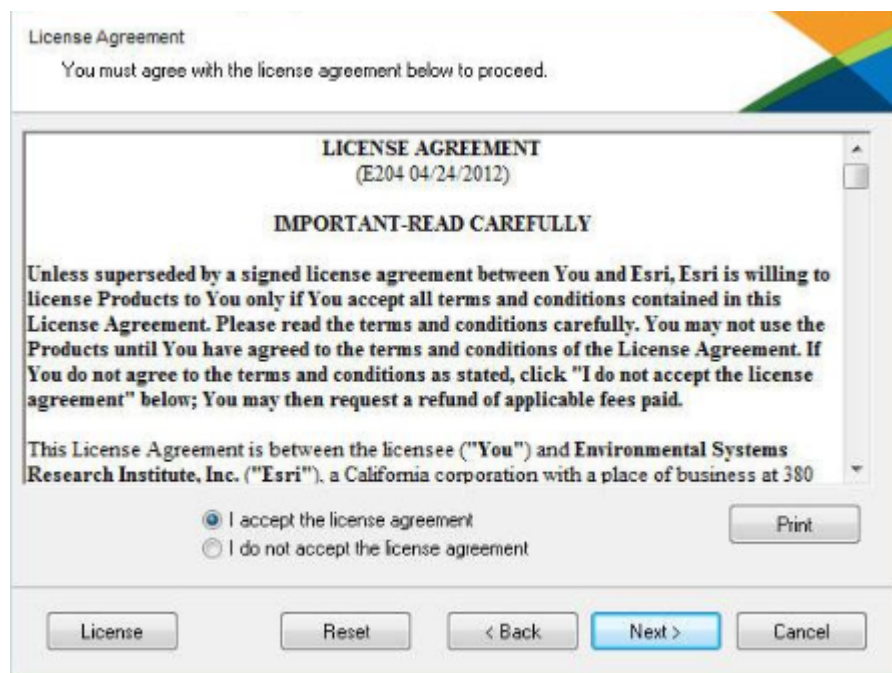 License Agreement
You must agree with the license agreement below to proceed.
LICENSE AGREEMENT
(E204 04/24/2012)
IMPORTANT-READ CAREFULLY
Unless superseded by a signed license agreement between You and Esri, Esri is willing to
license Products to You only if You accept all terms and conditions contained in this
License Agreement. Please read the terms and conditions carefully. You may not use the
Products until You have agreed to the terms and conditions of the License Agreement. If
You do not agree to the terms and conditions as stated, click "I do not accept the license
agreement" below; You may then request a refund of applicable fees paid.
This License Agreement is between the licensee ("You") and Environmental Systems
Research Institute, Inc. ("Esri"), a California corporation with a place of business at 380
I accept the license agreement
Print
I do not accept the license agreement
License Reset < Back Next > Cancel